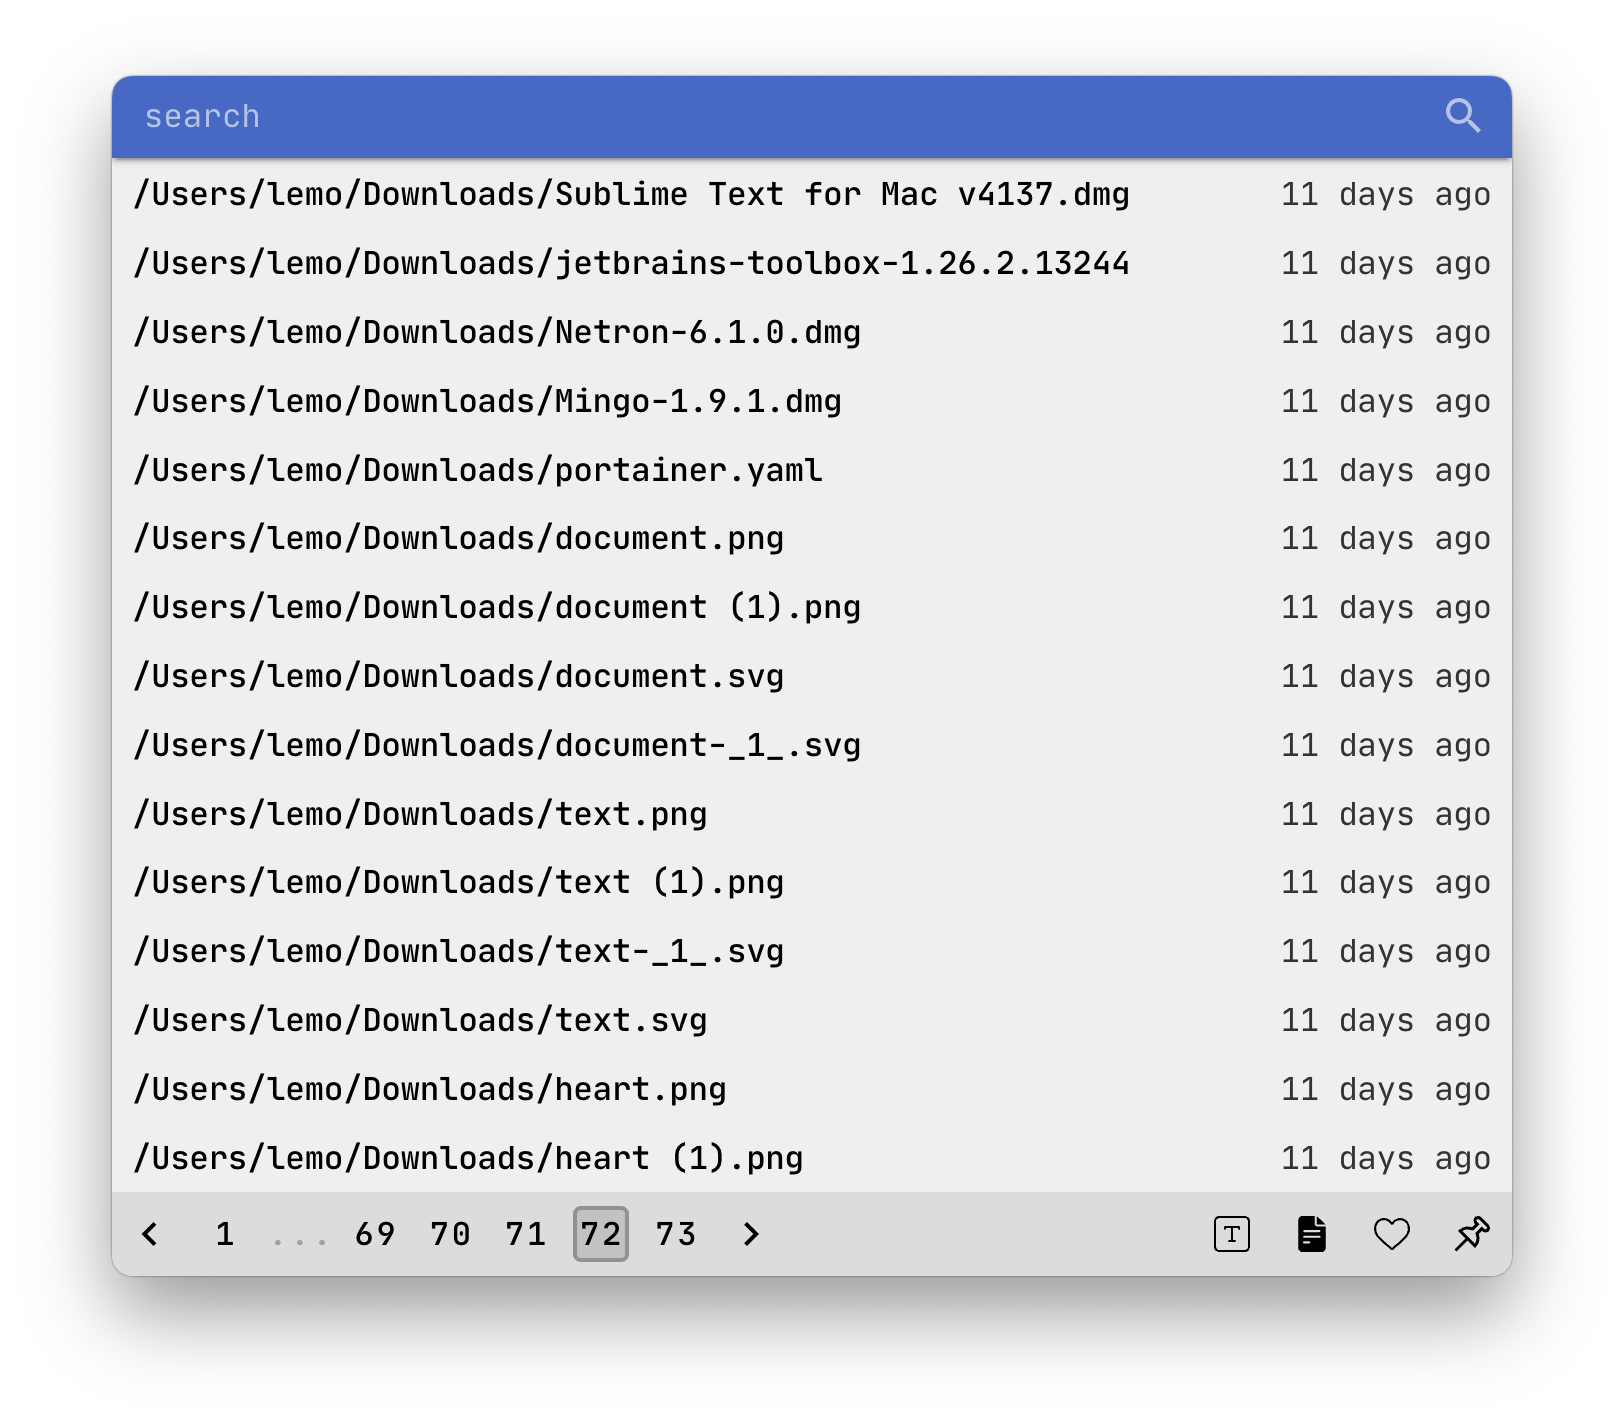 search
/Users/lemo/Downloads/Sublime Text for Mac v4137.dmg 11 days ago
/Users/lemo/Downloads/jetbrains-toolbox-1.26.2.13244 11 days ago
/Users/lemo/Downloads/Netron-6.1.0.dmg 11 days ago
/Users/lemo/Downloads/Mingo-1.9.1.dmg 11 days ago
/Users/lemo/Downloads/portainer.yaml 11 days ago
/Users/lemo/Downloads/document.png 11 days ago
/Users/lemo/Downloads/document (1).png 11 days ago
/Users/lemo/Downloads/document.svg 11 days ago
/Users/lemo/Downloads/document-_1_.svg 11 days ago
/Users/lemo/Downloads/text.png 11 days ago
/Users/lemo/Downloads/text (1).png 11 days ago
/Users/lemo/Downloads/text-_1_.svg 11 days ago
/Users/lemo/Downloads/text.svg 11 days ago
/Users/lemo/Downloads/heart.png 11 days ago
/Users/lemo/Downloads/heart (1).png 11 days ago
1 ... 69 70 71 72 73 T